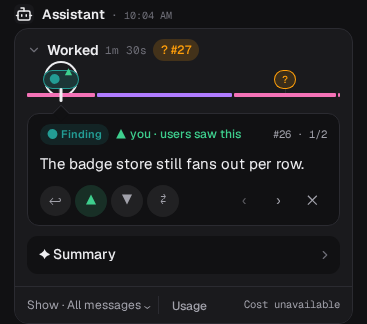 Assistant · 10:04 AM
Worked 1m 30s ? #27
?
Finding ▲ you · users saw this #26 · 1/2
The badge store still fans out per row.
Summary
Show · All messages Usage Cost unavailable